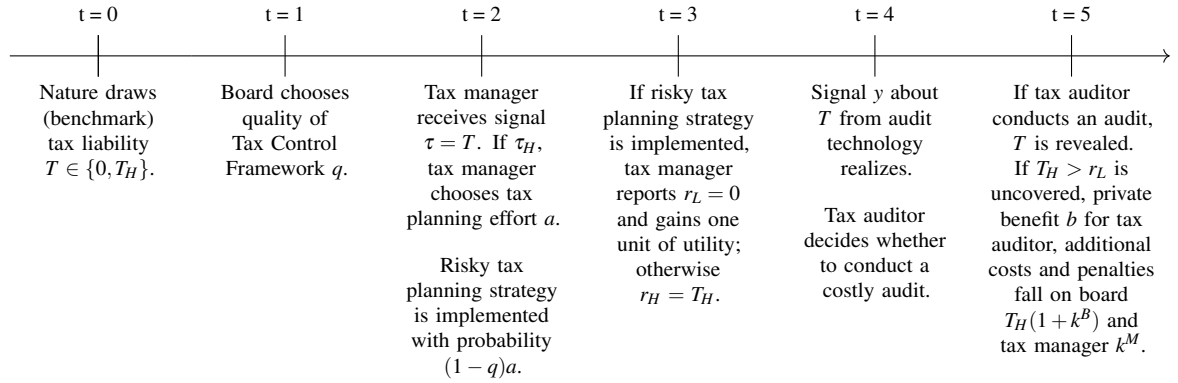 t = 0
t = 1
t = 2
t = 3
t = 4
t = 5
Nature draws
(benchmark)
tax liability
T ∈ {0, T_H}.
Board chooses
quality of
Tax Control
Framework q.
Tax manager
receives signal
τ = T. If τ_H,
tax manager
chooses tax
planning effort a.
Risky tax
planning strategy
is implemented
with probability
(1 − q)a.
If risky tax
planning strategy
is implemented,
tax manager
reports r_L = 0
and gains one
unit of utility;
otherwise
r_H = T_H.
Signal y about
T from audit
technology
realizes.
Tax auditor
decides whether
to conduct a
costly audit.
If tax auditor
conducts an audit,
T is revealed.
If T_H > r_L is
uncovered, private
benefit b for tax
auditor, additional
costs and penalties
fall on board
T_H(1 + k^B) and
tax manager k^M.